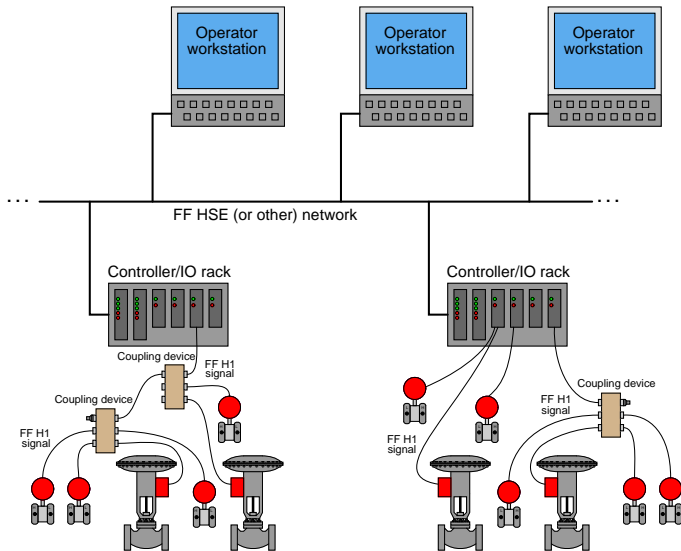 Operator
workstation
Operator
workstation
Operator
workstation
. . .
. . .
FF HSE (or other) network
Controller/IO rack
Controller/IO rack
Coupling device
FF H1
signal
Coupling device
FF H1
signal
Coupling device
FF H1
signal
FF H1
signal